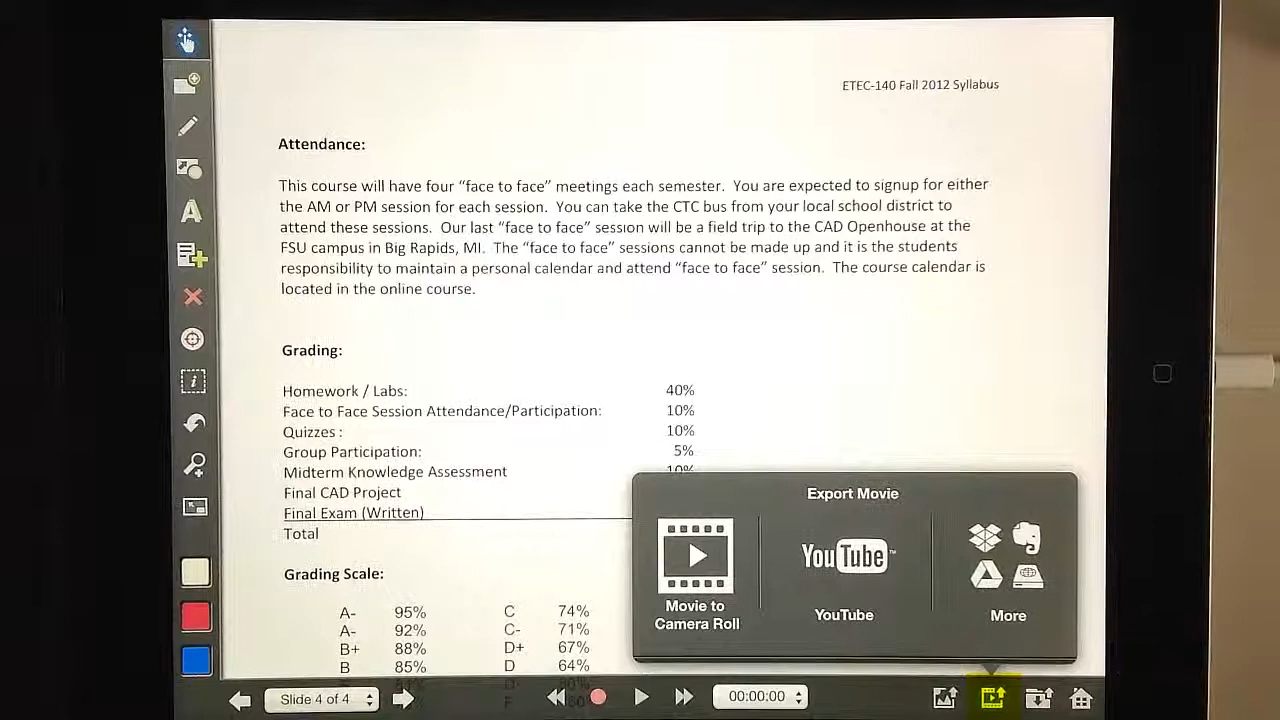 ETEC-140 Fall 2012 Syllabus
Attendance:
This course will have four “face to face” meetings each semester. You are expected to signup for either
the AM or PM session for each session. You can take the CTC bus from your local school district to
attend these sessions. Our last “face to face” session will be a field trip to the CAD Openhouse at the
FSU campus in Big Rapids, MI. The “face to face” sessions cannot be made up and it is the students
responsibility to maintain a personal calendar and attend “face to face” session. The course calendar is
located in the online course.
Grading:
Homework / Labs: 40%
Face to Face Session Attendance/Participation: 10%
Quizzes : 10%
Group Participation: 5%
Midterm Knowledge Assessment 10%
Final CAD Project
Final Exam (Written)
Total
Grading Scale:
A- 95% C 74%
A- 92% C- 71%
B+ 88% D+ 67%
B 85% D 64%
Export Movie
YouTube™
Movie to
Camera Roll
YouTube
More
A
i
Slide 4 of 4
00:00:00